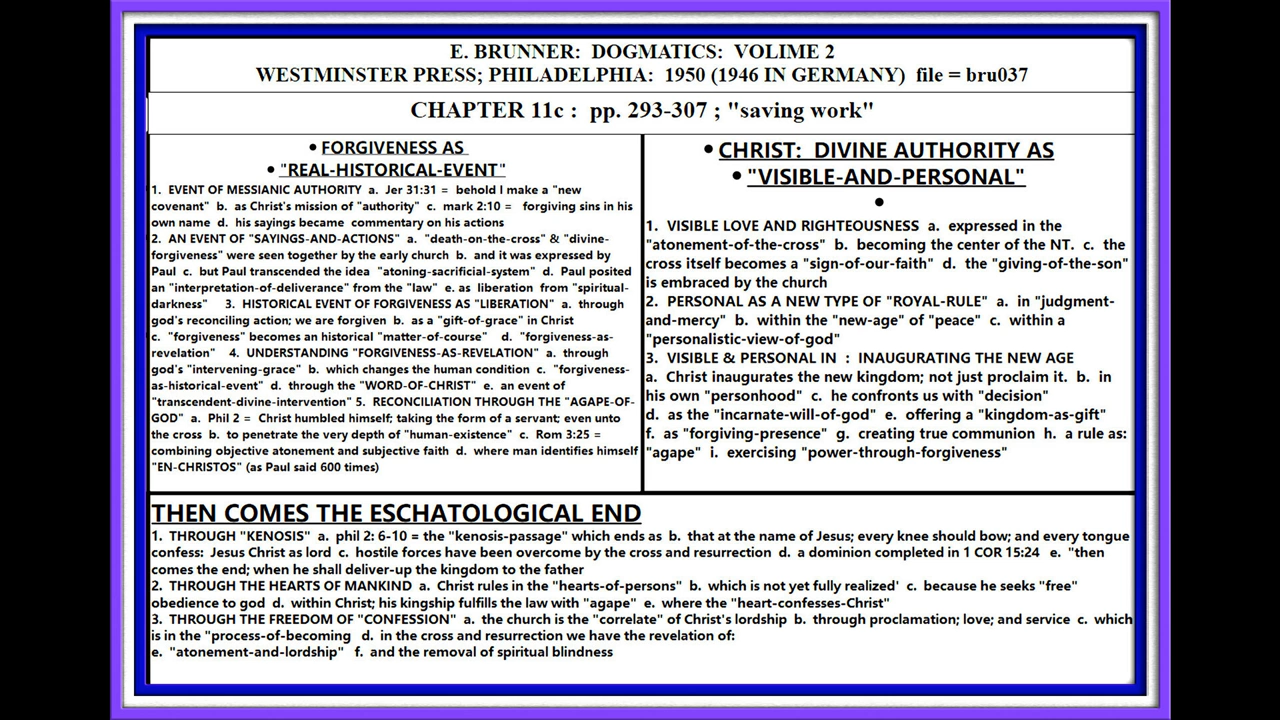 E. BRUNNER:  DOGMATICS:  VOLIME 2
WESTMINSTER PRESS; PHILADELPHIA:  1950 (1946 IN GERMANY)  file = bru037
CHAPTER 11c :  pp. 293-307 ; "saving work"
• FORGIVENESS AS
• "REAL-HISTORICAL-EVENT"
1.  EVENT OF MESSIANIC AUTHORITY  a.  Jer 31:31 =  behold I make a "new
covenant"  b.  as Christ's mission of "authority"  c.  mark 2:10 =   forgiving sins in his
own name  d.  his sayings became  commentary on his actions
2.  AN EVENT OF "SAYINGS-AND-ACTIONS"  a.  "death-on-the-cross" & "divine-
forgiveness" were seen together by the early church  b.  and it was expressed by
Paul  c.  but Paul transcended the idea  "atoning-sacrificial-system"  d.  Paul posited
an "interpretation-of-deliverance" from the "law"  e. as  liberation  from "spiritual-
darkness"    3.  HISTORICAL EVENT OF FORGIVENESS AS "LIBERATION"  a.  through
god's reconciling action; we are forgiven  b.  as a "gift-of-grace" in Christ
c.  "forgiveness" becomes an historical "matter-of-course"    d.  "forgiveness-as-
revelation"   4.  UNDERSTANDING "FORGIVENESS-AS-REVELATION"  a.  through
god's "intervening-grace"  b.  which changes the human condition  c.  "forgiveness-
as-historical-event"  d.  through the "WORD-OF-CHRIST"  e.  an event of
"transcendent-divine-intervention" 5.  RECONCILIATION THROUGH THE "AGAPE-OF-
GOD"  a.  Phil 2 =  Christ humbled himself; taking the form of a servant; even unto
the cross  b.  to penetrate the very depth of "human-existence"  c.  Rom 3:25 =
combining objective atonement and subjective faith  d.  where man identifies himself
"EN-CHRISTOS" (as Paul said 600 times)
• CHRIST:  DIVINE AUTHORITY AS
• "VISIBLE-AND-PERSONAL"
•
1.  VISIBLE LOVE AND RIGHTEOUSNESS  a.  expressed in the
"atonement-of-the-cross"  b.  becoming the center of the NT.  c.  the
cross itself becomes a "sign-of-our-faith"  d.  the "giving-of-the-son"
is embraced by the church
2.  PERSONAL AS A NEW TYPE OF "ROYAL-RULE"  a.  in "judgment-
and-mercy"  b.  within the "new-age" of "peace"  c.  within a
"personalistic-view-of-god"
3.  VISIBLE & PERSONAL IN  :  INAUGURATING THE NEW AGE
a.  Christ inaugurates the new kingdom; not just proclaim it.  b.  in
his own "personhood"  c.  he confronts us with "decision"
d.  as the "incarnate-will-of-god"  e.  offering a "kingdom-as-gift"
f.  as "forgiving-presence"  g.  creating true communion  h.  a rule as:
"agape"  i.  exercising "power-through-forgiveness"
THEN COMES THE ESCHATOLOGICAL END
1.  THROUGH "KENOSIS"  a.  phil 2: 6-10 = the "kenosis-passage" which ends as  b.  that at the name of Jesus; every knee should bow; and every tongue
confess:  Jesus Christ as lord  c.  hostile forces have been overcome by the cross and resurrection  d.  a dominion completed in 1 COR 15:24   e.  "then
comes the end; when he shall deliver-up the kingdom to the father
2.  THROUGH THE HEARTS OF MANKIND  a.  Christ rules in the "hearts-of-persons"  b.  which is not yet fully realized'  c.  because he seeks "free"
obedience to god  d.  within Christ; his kingship fulfills the law with "agape"  e.  where the "heart-confesses-Christ"
3.  THROUGH THE FREEDOM OF "CONFESSION"  a.  the church is the "correlate" of Christ's lordship  b.  through proclamation; love; and service  c.  which
is in the "process-of-becoming   d.  in the cross and resurrection we have the revelation of:
e.  "atonement-and-lordship"   f.  and the removal of spiritual blindness